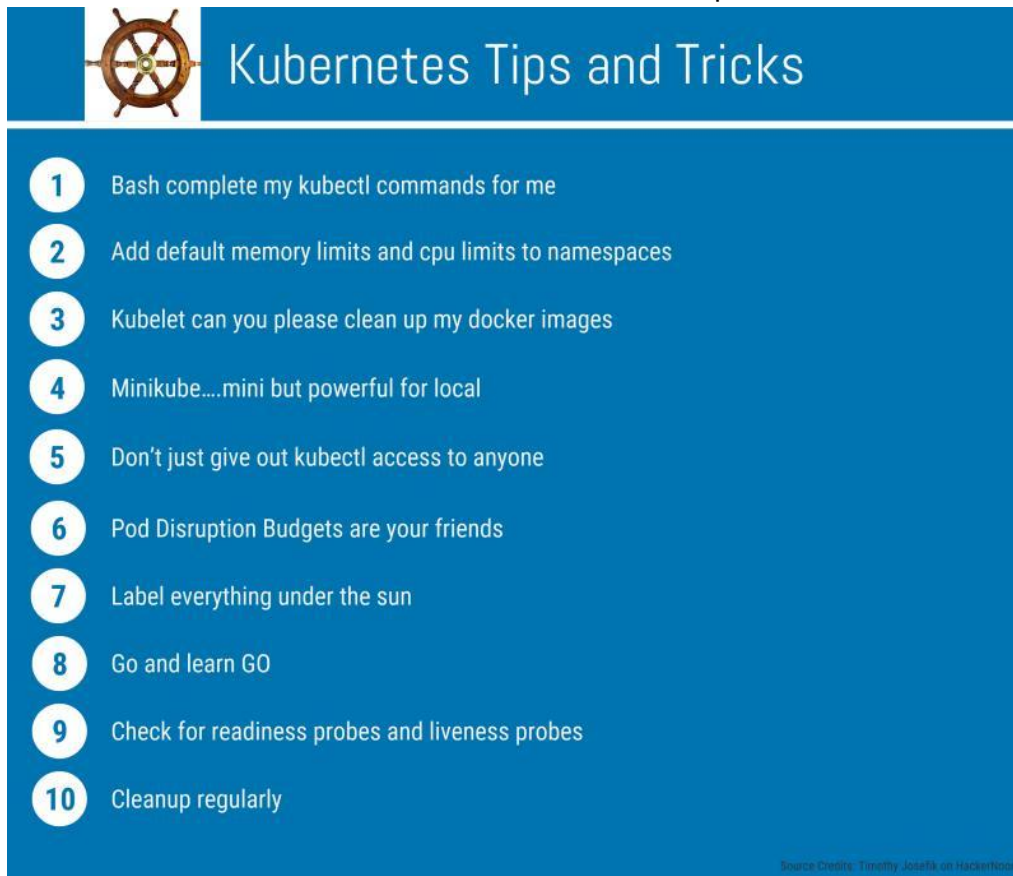 Kubernetes Tips and Tricks
1 Bash complete my kubectl commands for me
2 Add default memory limits and cpu limits to namespaces
3 Kubelet can you please clean up my docker images
4 Minikube....mini but powerful for local
5 Don't just give out kubectl access to anyone
6 Pod Disruption Budgets are your friends
7 Label everything under the sun
8 Go and learn GO
9 Check for readiness probes and liveness probes
10 Cleanup regularly
Source Credits: Timothy Josefik on HackerNoon